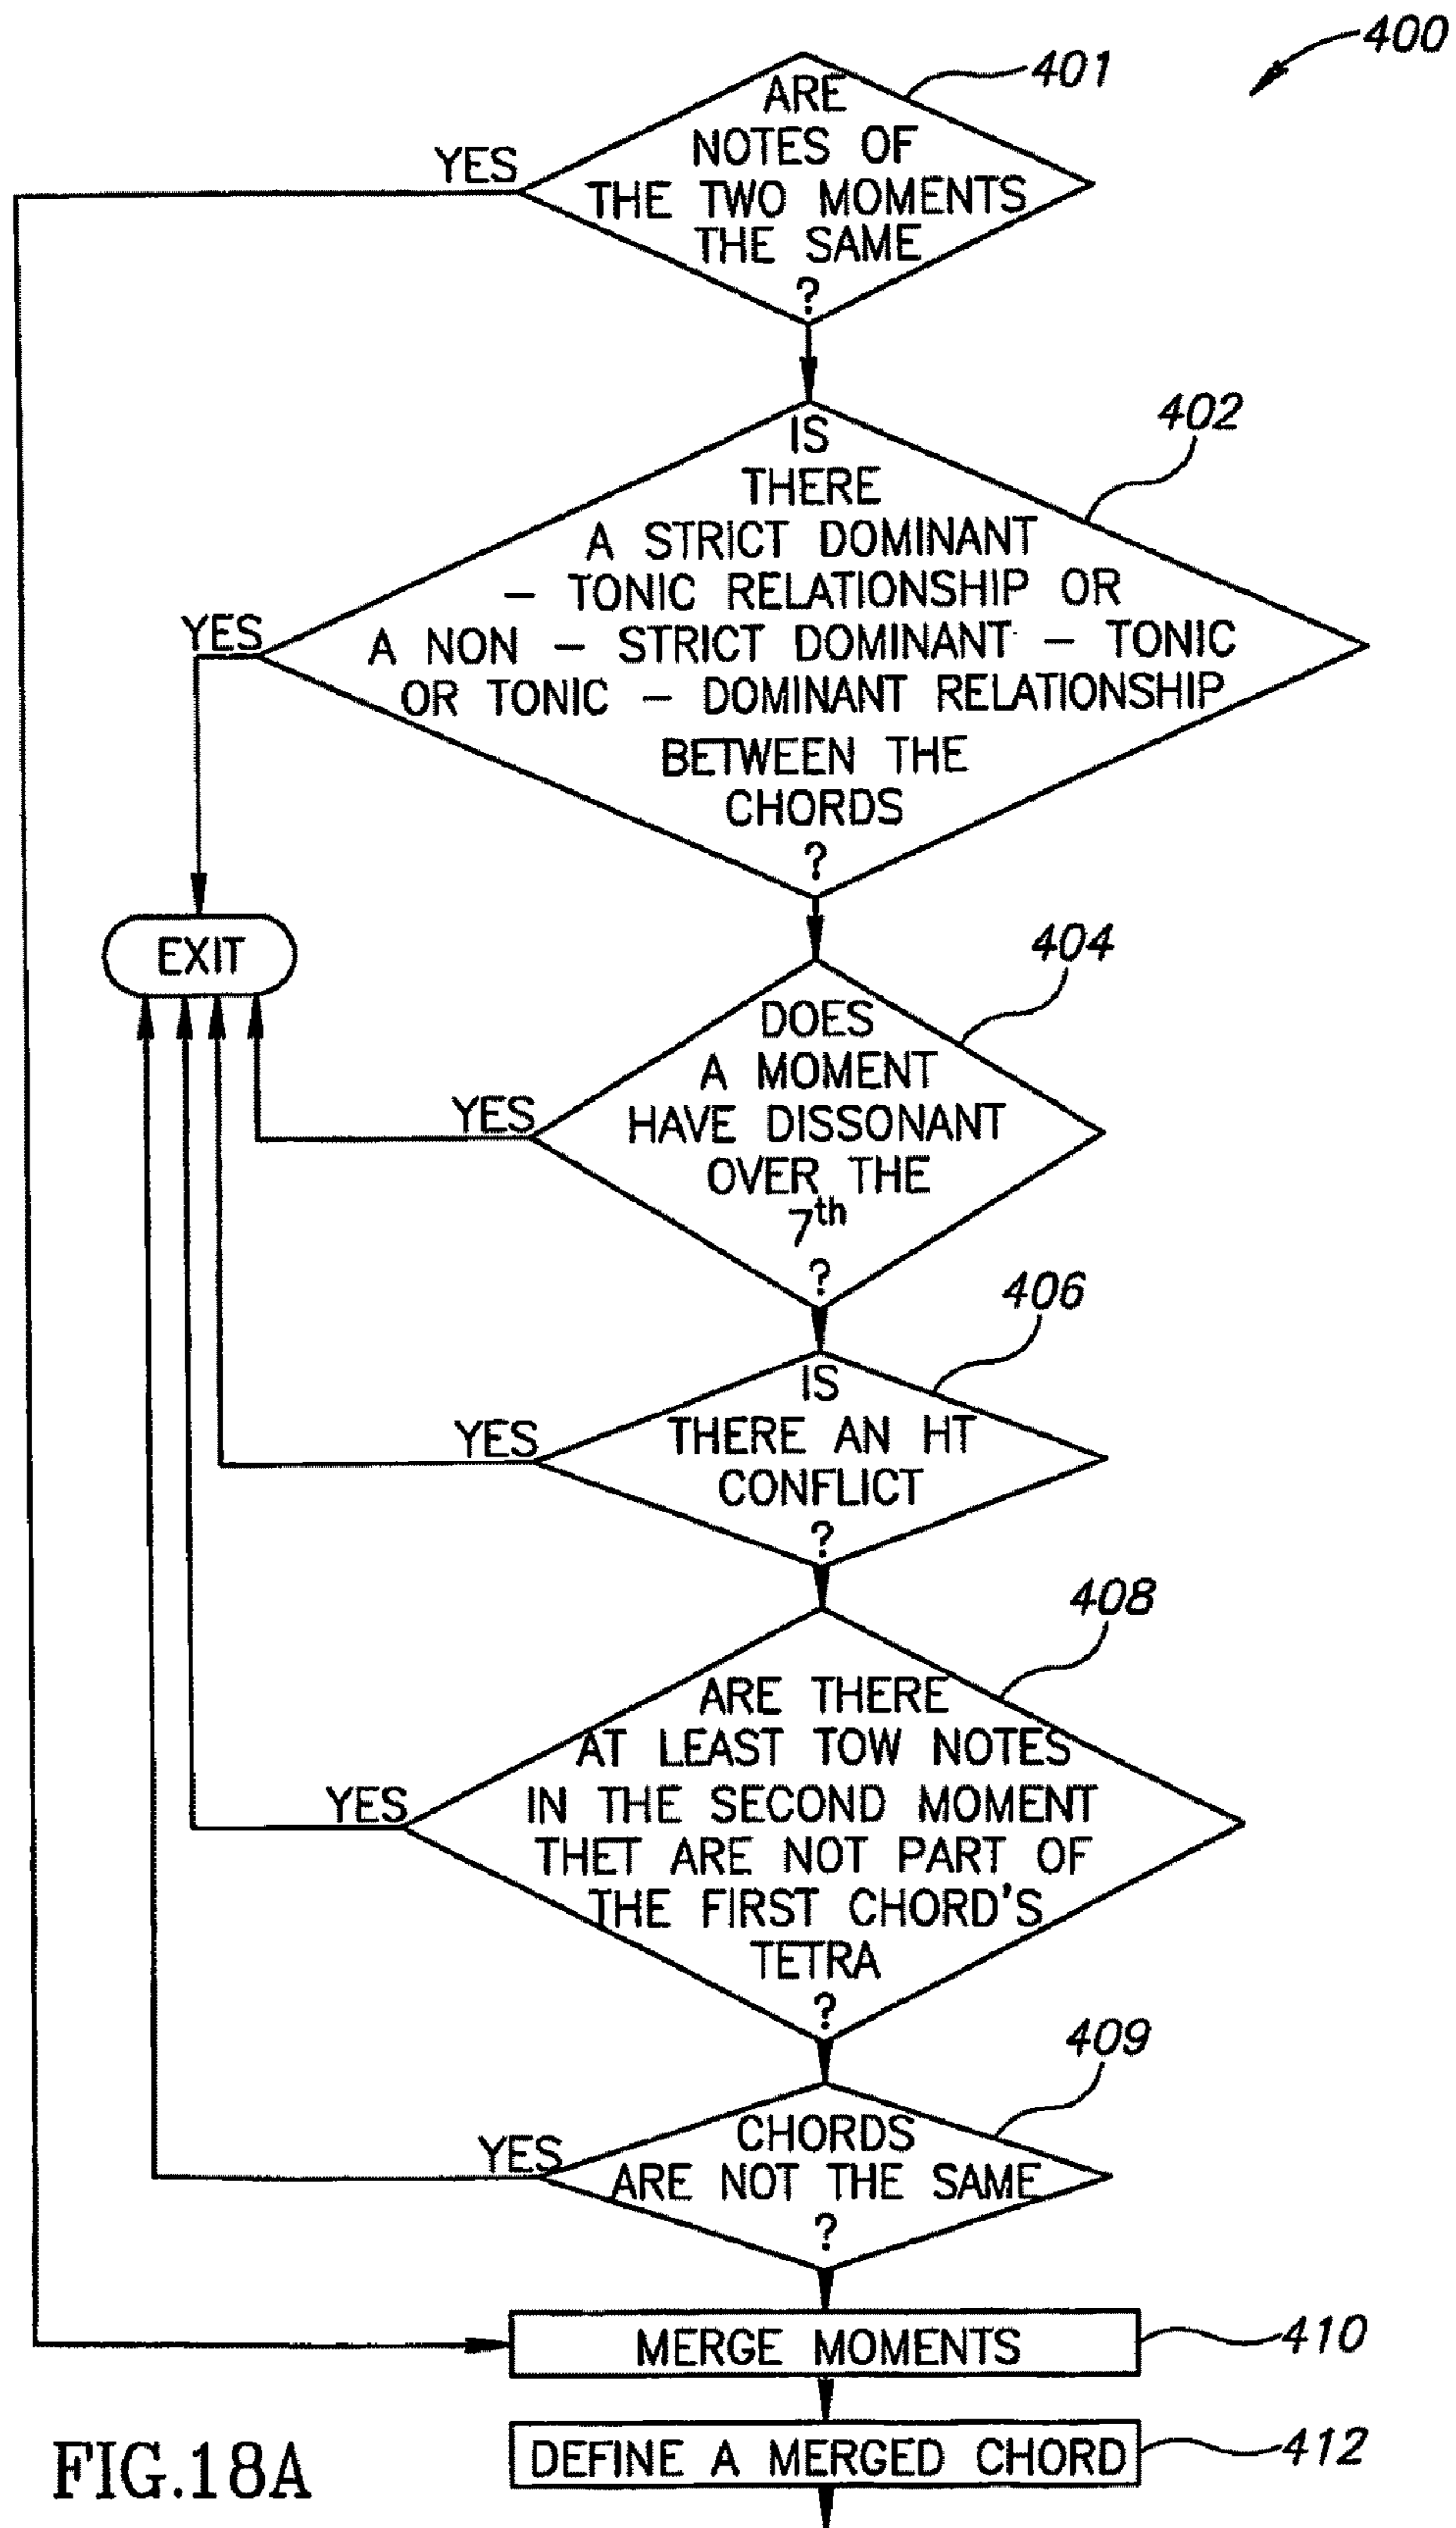 400
401
ARE
NOTES OF
THE TWO MOMENTS
THE SAME
?
YES
402
IS
THERE
A STRICT DOMINANT
– TONIC RELATIONSHIP OR
A NON – STRICT DOMINANT – TONIC
OR TONIC – DOMINANT RELATIONSHIP
BETWEEN THE
CHORDS
?
YES
EXIT
404
DOES
A MOMENT
HAVE DISSONANT
OVER THE
7th
?
YES
406
IS
THERE AN HT
CONFLICT
?
YES
408
ARE THERE
AT LEAST TOW NOTES
IN THE SECOND MOMENT
THET ARE NOT PART OF
THE FIRST CHORD'S
TETRA
?
YES
409
CHORDS
ARE NOT THE SAME
?
YES
MERGE MOMENTS
410
DEFINE A MERGED CHORD
412
FIG.18A